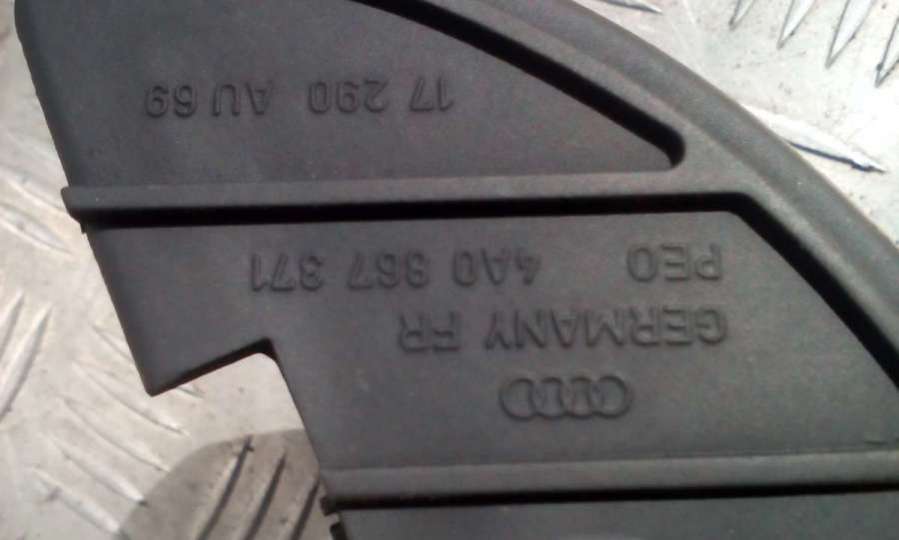 GERMANY FR
PEO 4A0 867 371
17 290 AU 69